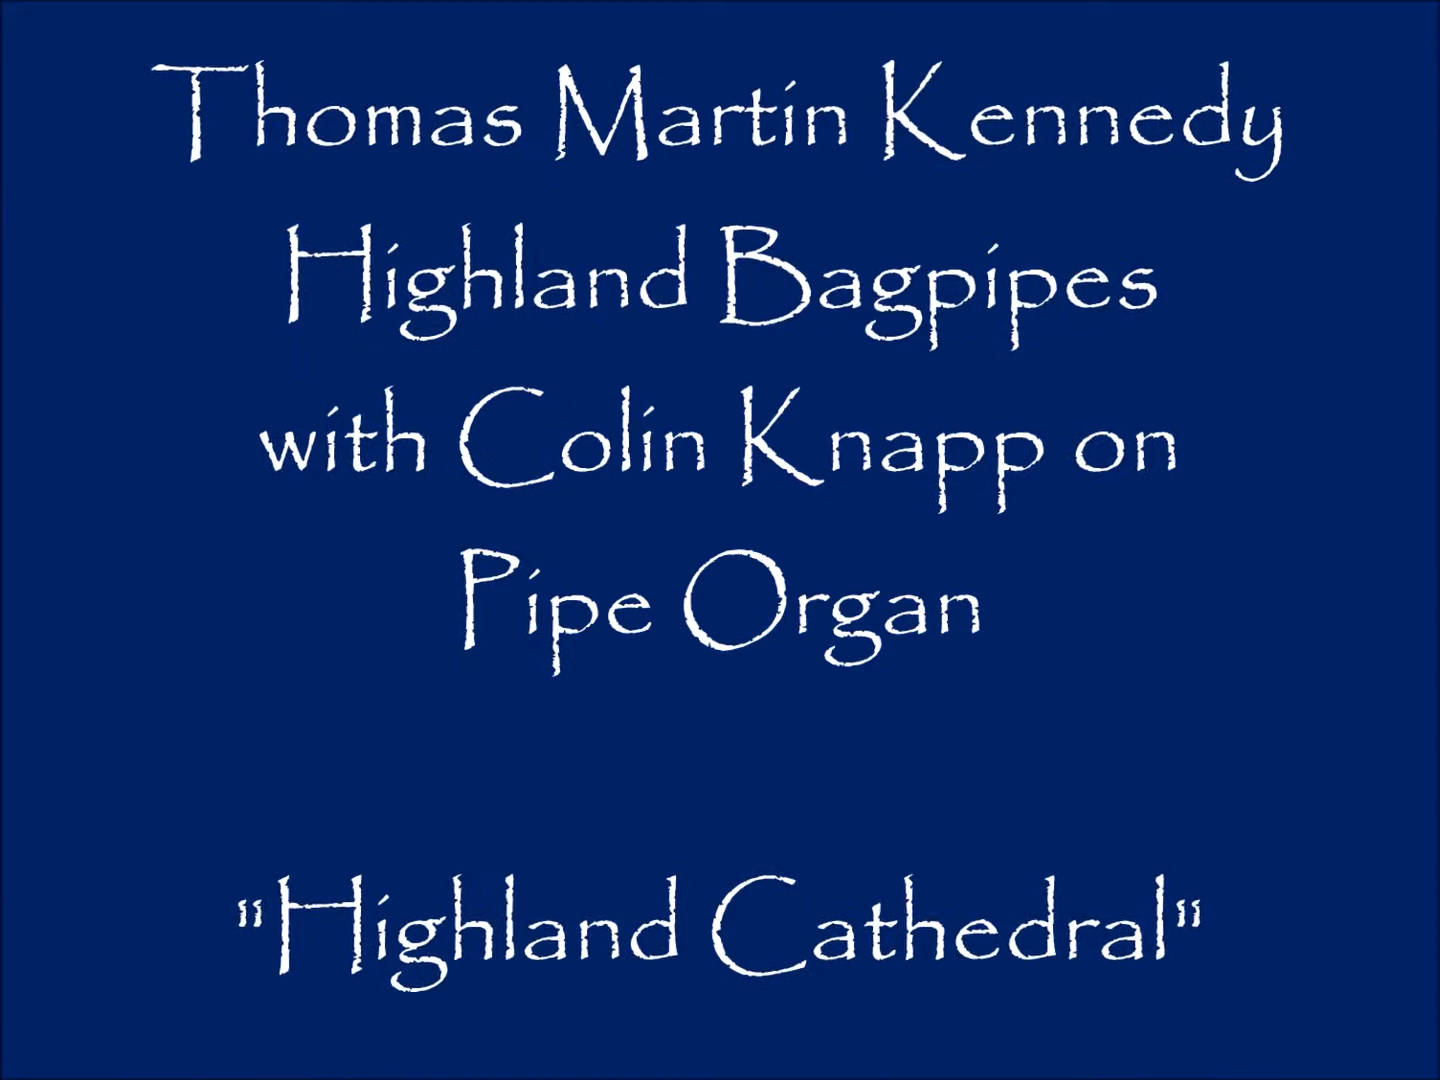 Thomas Martin Kennedy
Highland Bagpipes
with Colin Knapp on
Pipe Organ
"Highland Cathedral"